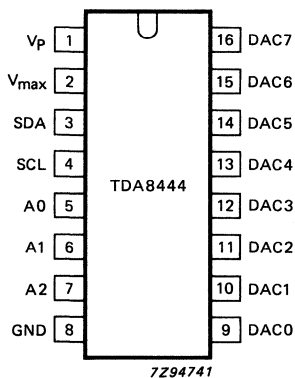 VP 1 16 DAC7
Vmax 2 15 DAC6
SDA 3 14 DAC5
SCL 4 13 DAC4
TDA8444
A0 5 12 DAC3
A1 6 11 DAC2
A2 7 10 DAC1
GND 8 9 DAC0
7Z94741